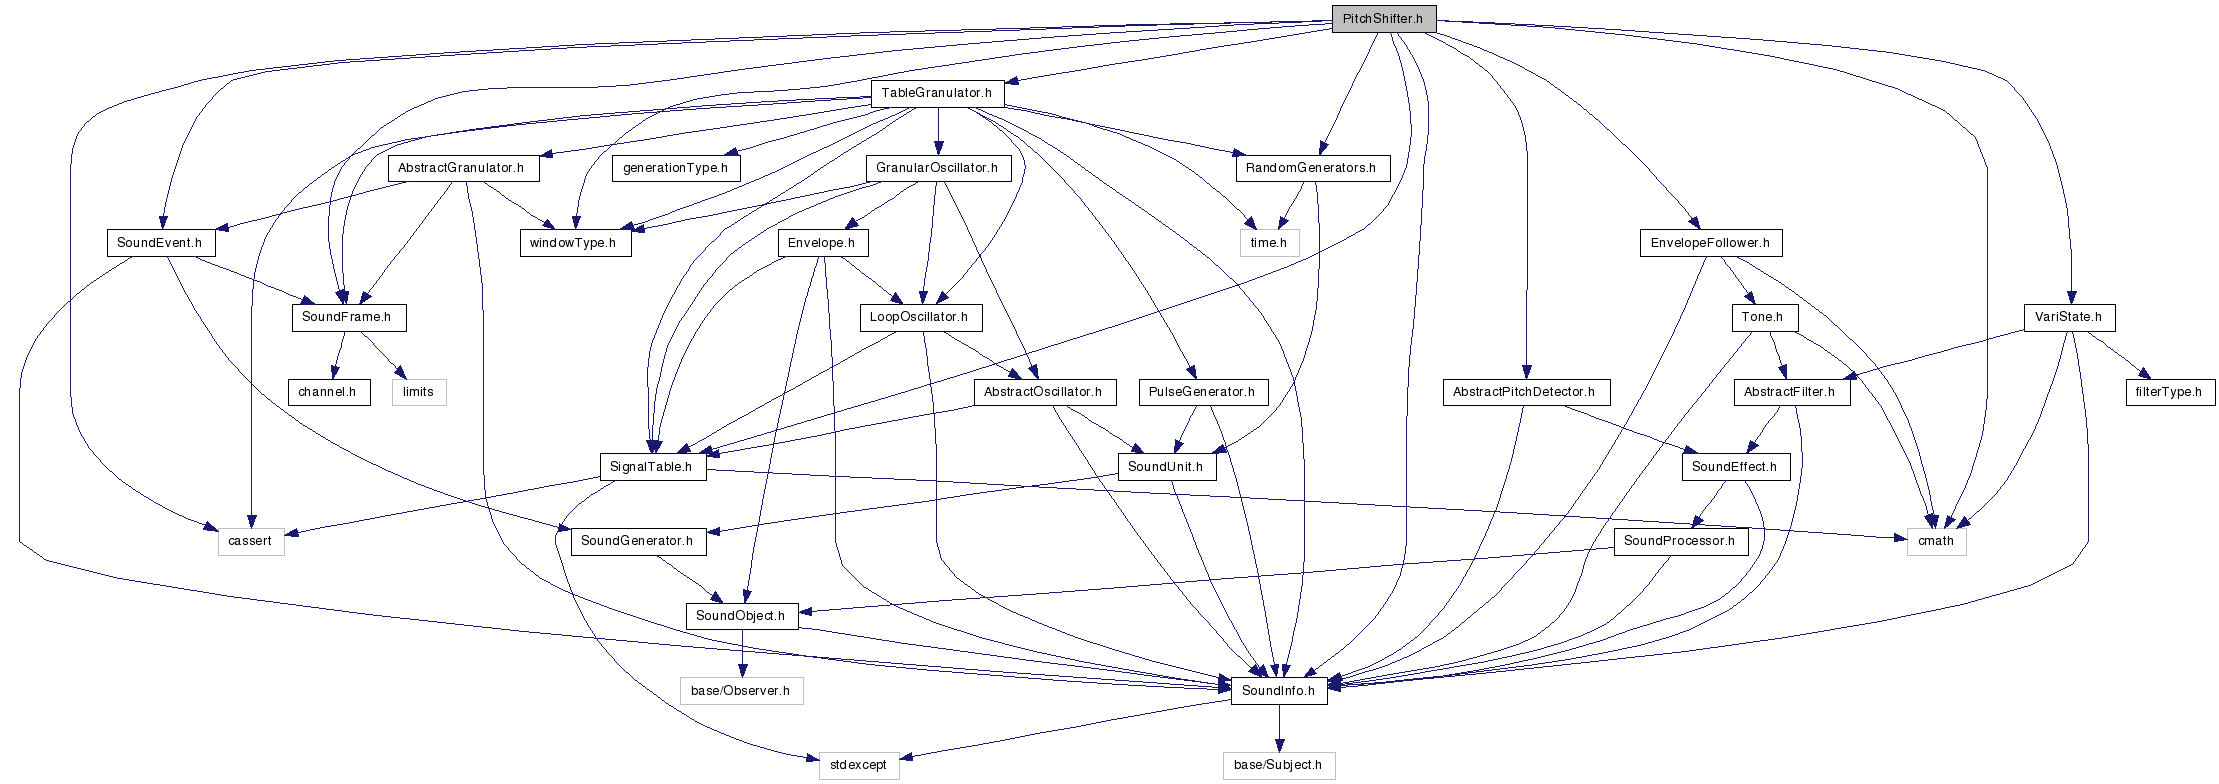 PitchShifter.h
TableGranulator.h
AbstractGranulator.h
generationType.h
GranularOscillator.h
RandomGenerators.h
SoundEvent.h
windowType.h
Envelope.h
time.h
EnvelopeFollower.h
SoundFrame.h
LoopOscillator.h
Tone.h
VariState.h
channel.h
limits
AbstractOscillator.h
PulseGenerator.h
AbstractPitchDetector.h
AbstractFilter.h
filterType.h
SignalTable.h
SoundUnit.h
SoundEffect.h
cassert
SoundGenerator.h
SoundProcessor.h
cmath
SoundObject.h
base/Observer.h
SoundInfo.h
stdexcept
base/Subject.h